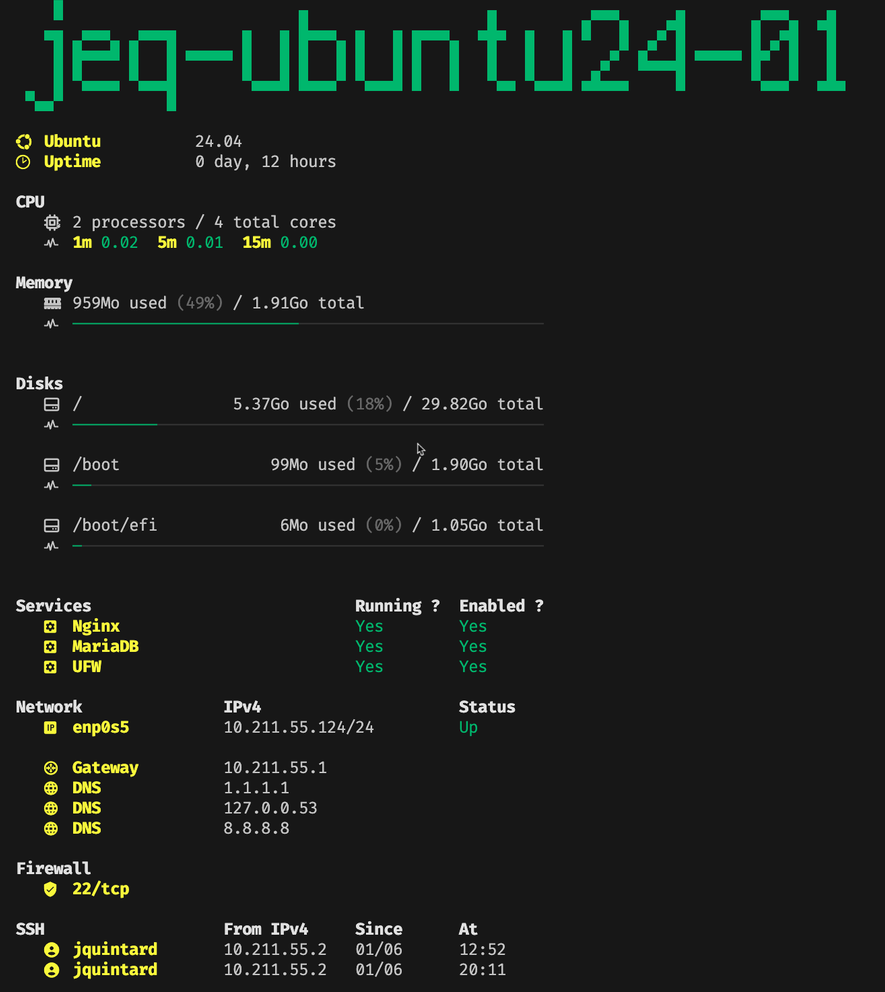 jeq-ubuntu24-01
Ubuntu 24.04
Uptime 0 day, 12 hours
CPU
2 processors / 4 total cores
1m 0.02 5m 0.01 15m 0.00
Memory
959Mo used (49%) / 1.91Go total
Disks
/ 5.37Go used (18%) / 29.82Go total
/boot 99Mo used (5%) / 1.90Go total
/boot/efi 6Mo used (0%) / 1.05Go total
Services Running ? Enabled ?
Nginx Yes Yes
MariaDB Yes Yes
UFW Yes Yes
Network IPv4 Status
IP enp0s5 10.211.55.124/24 Up
Gateway 10.211.55.1
DNS 1.1.1.1
DNS 127.0.0.53
DNS 8.8.8.8
Firewall
22/tcp
SSH From IPv4 Since At
jquintard 10.211.55.2 01/06 12:52
jquintard 10.211.55.2 01/06 20:11